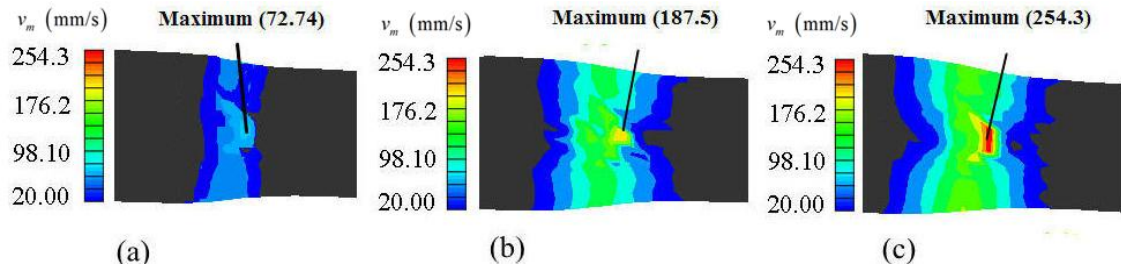 v_m (mm/s) Maximum (72.74)
254.3
176.2
98.10
20.00
(a)
v_m (mm/s) Maximum (187.5)
254.3
176.2
98.10
20.00
(b)
v_m (mm/s) Maximum (254.3)
254.3
176.2
98.10
20.00
(c)